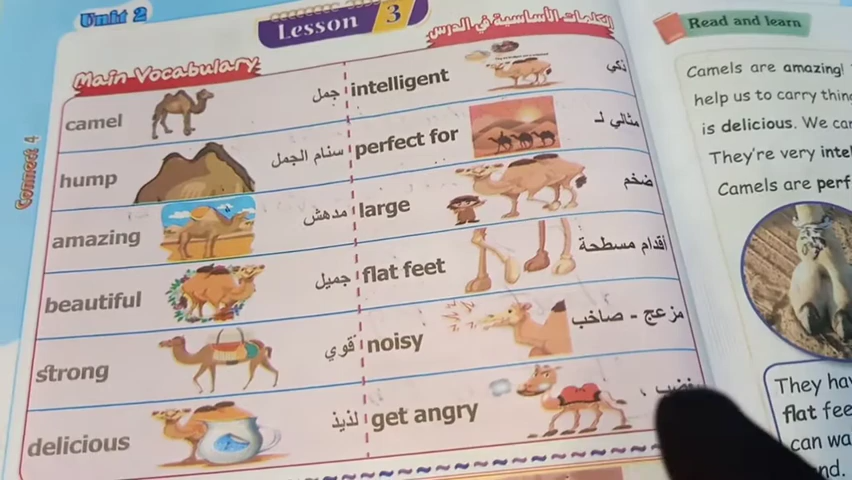 Unit 2
Lesson 3
الكلمات الأساسية في الدرس
Main Vocabulary
Connect 4
camel جمل
hump سنام الجمل
amazing مدهش
beautiful جميل
strong قوي
delicious لذيذ
intelligent ذكي
perfect for مثالي لـ
large ضخم
flat feet أقدام مسطحة
noisy مزعج - صاخب
get angry
Read and learn
Camels are amazing!
help us to carry thin
is delicious. We ca
They're very inte
Camels are perf
They ha
flat fee
can wa
nd.